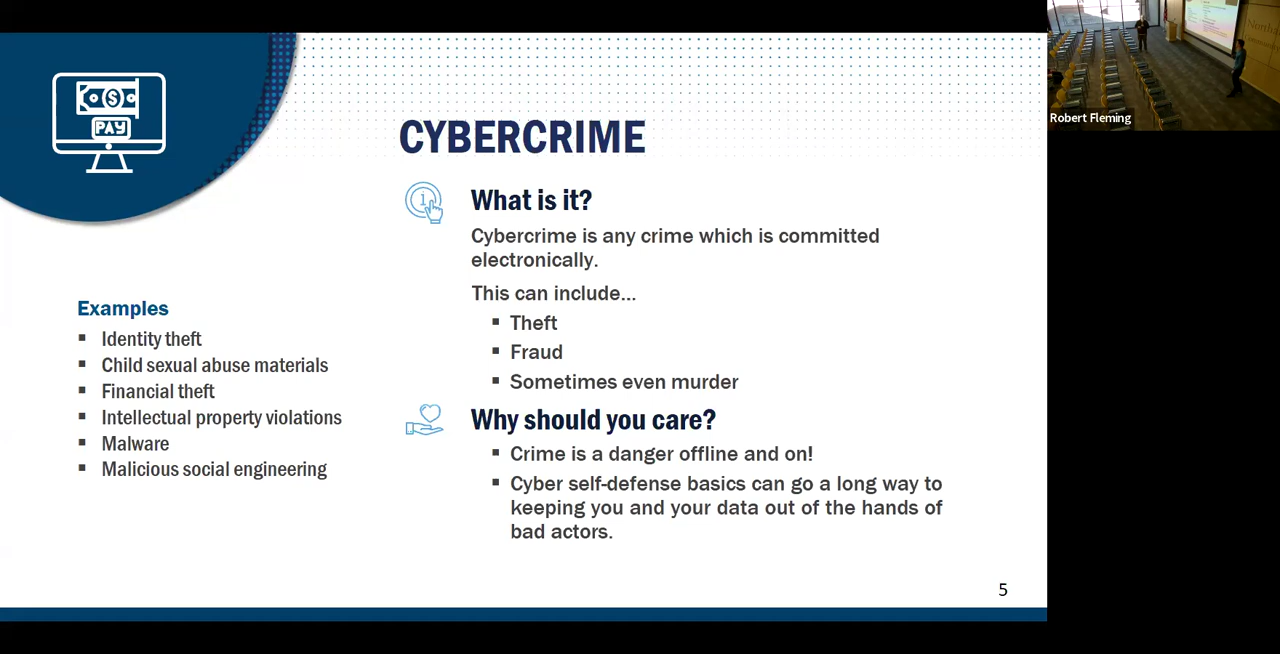 PAY
CYBERCRIME
What is it?
Cybercrime is any crime which is committed
electronically.
This can include...
▪ Theft
▪ Fraud
▪ Sometimes even murder
Why should you care?
▪ Crime is a danger offline and on!
▪ Cyber self-defense basics can go a long way to
keeping you and your data out of the hands of
bad actors.
Examples
▪ Identity theft
▪ Child sexual abuse materials
▪ Financial theft
▪ Intellectual property violations
▪ Malware
▪ Malicious social engineering
5
Robert Fleming